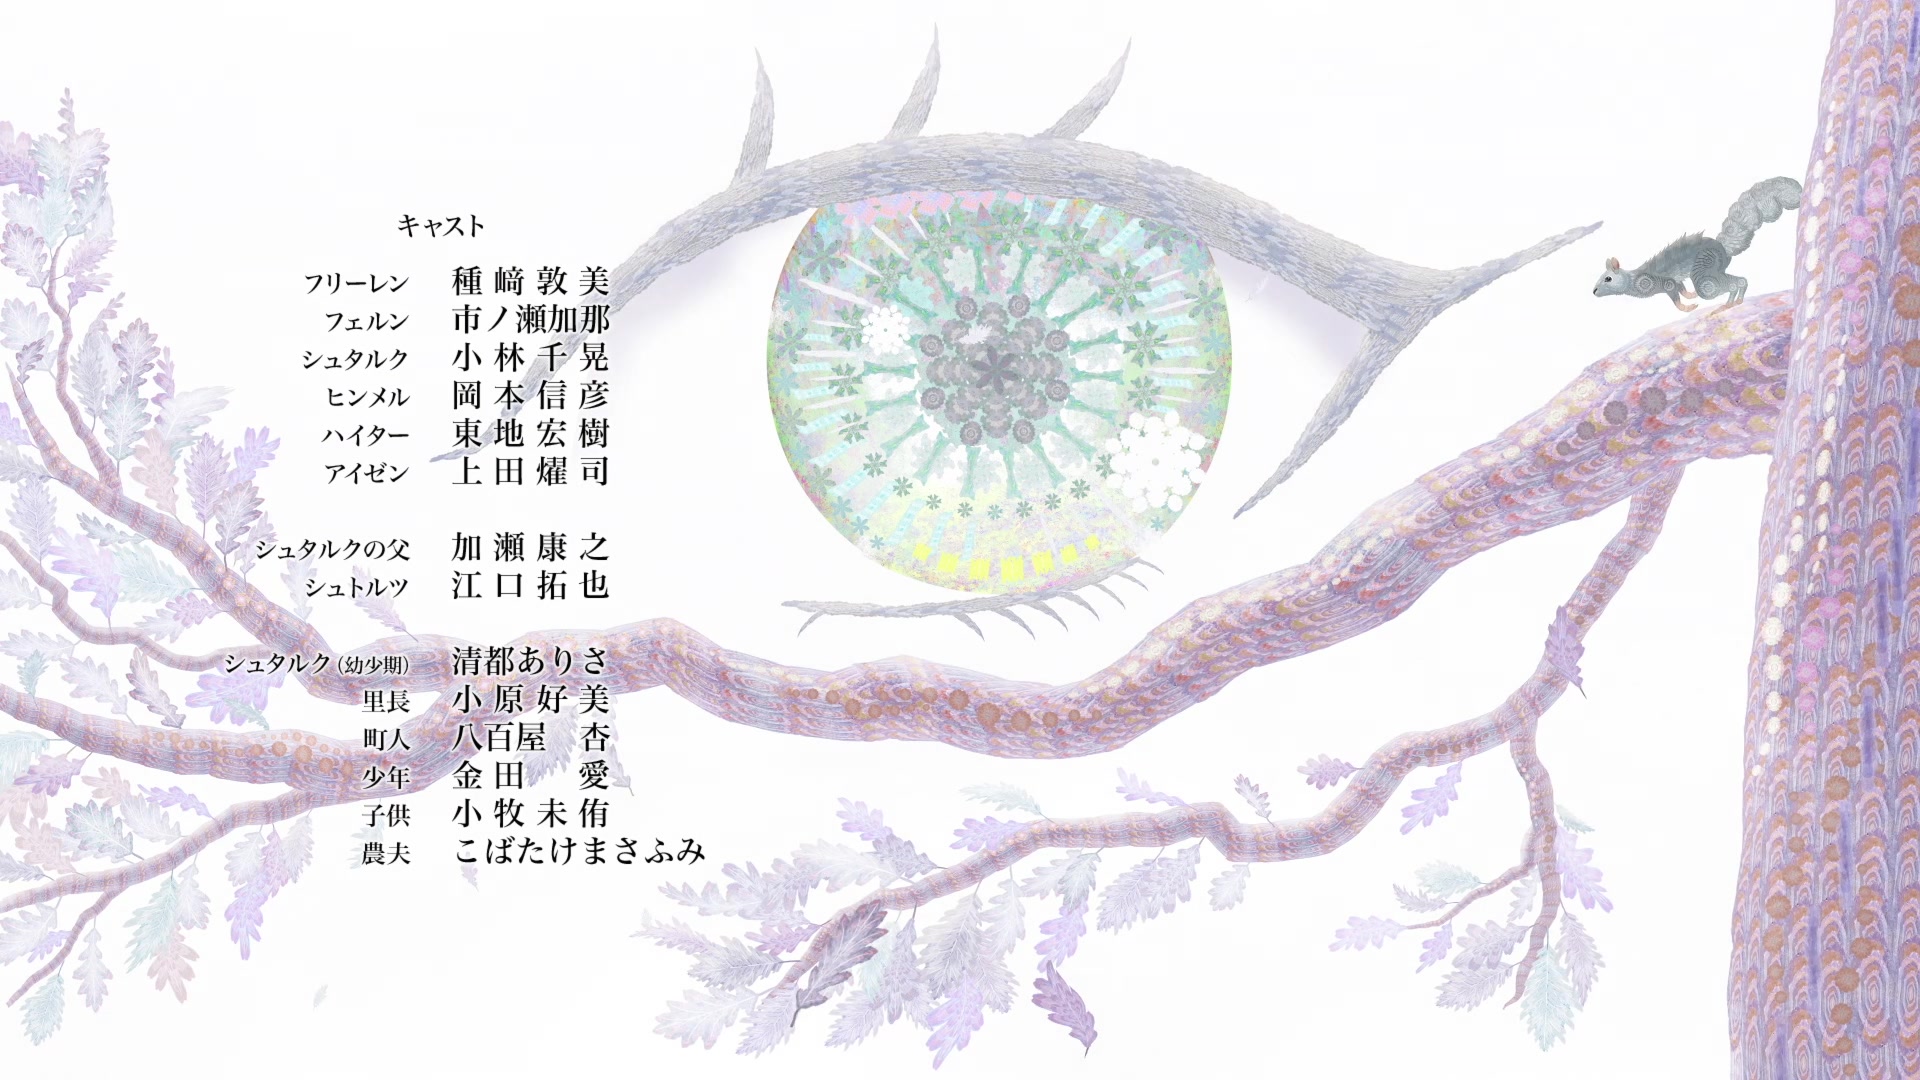 キャスト
フリーレン 種﨑敦美
フェルン 市ノ瀬加那
シュタルク 小林千晃
ヒンメル 岡本信彦
ハイター 東地宏樹
アイゼン 上田燿司
シュタルクの父 加瀬康之
シュトルツ 江口拓也
シュタルク（幼少期） 清都ありさ
里長 小原好美
町人 八百屋 杏
少年 金田 愛
子供 小牧未侑
農夫 こばたけまさふみ